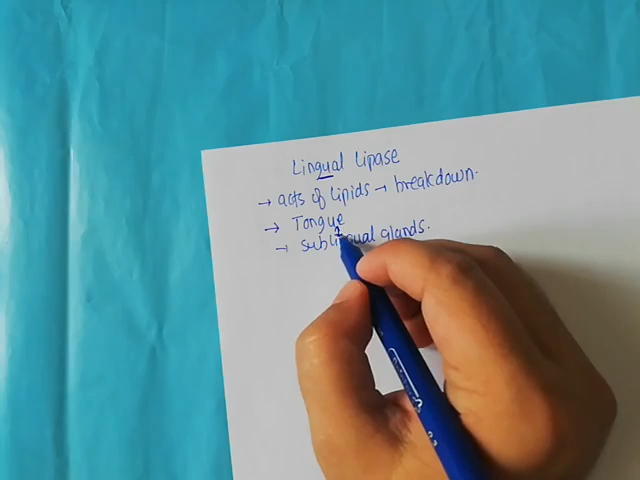 Lingual Lipase
→ acts of Lipids → breakdown.
→ Tongue
→ sublingual glands.